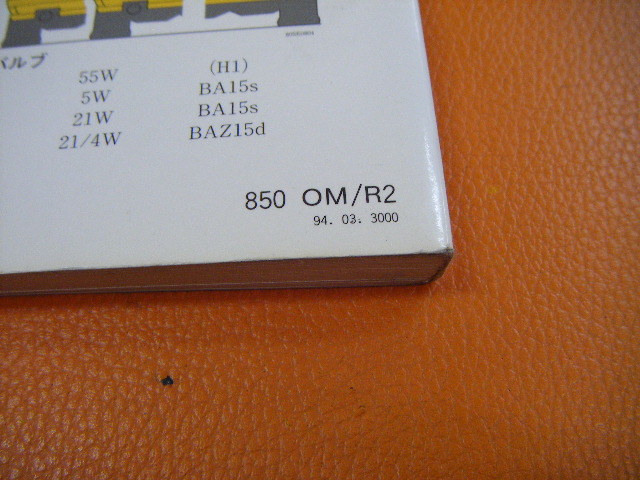 バルブ
55W (H1)
5W BA15s
21W BA15s
21/4W BAZ15d
850 OM/R2
94. 03. 3000